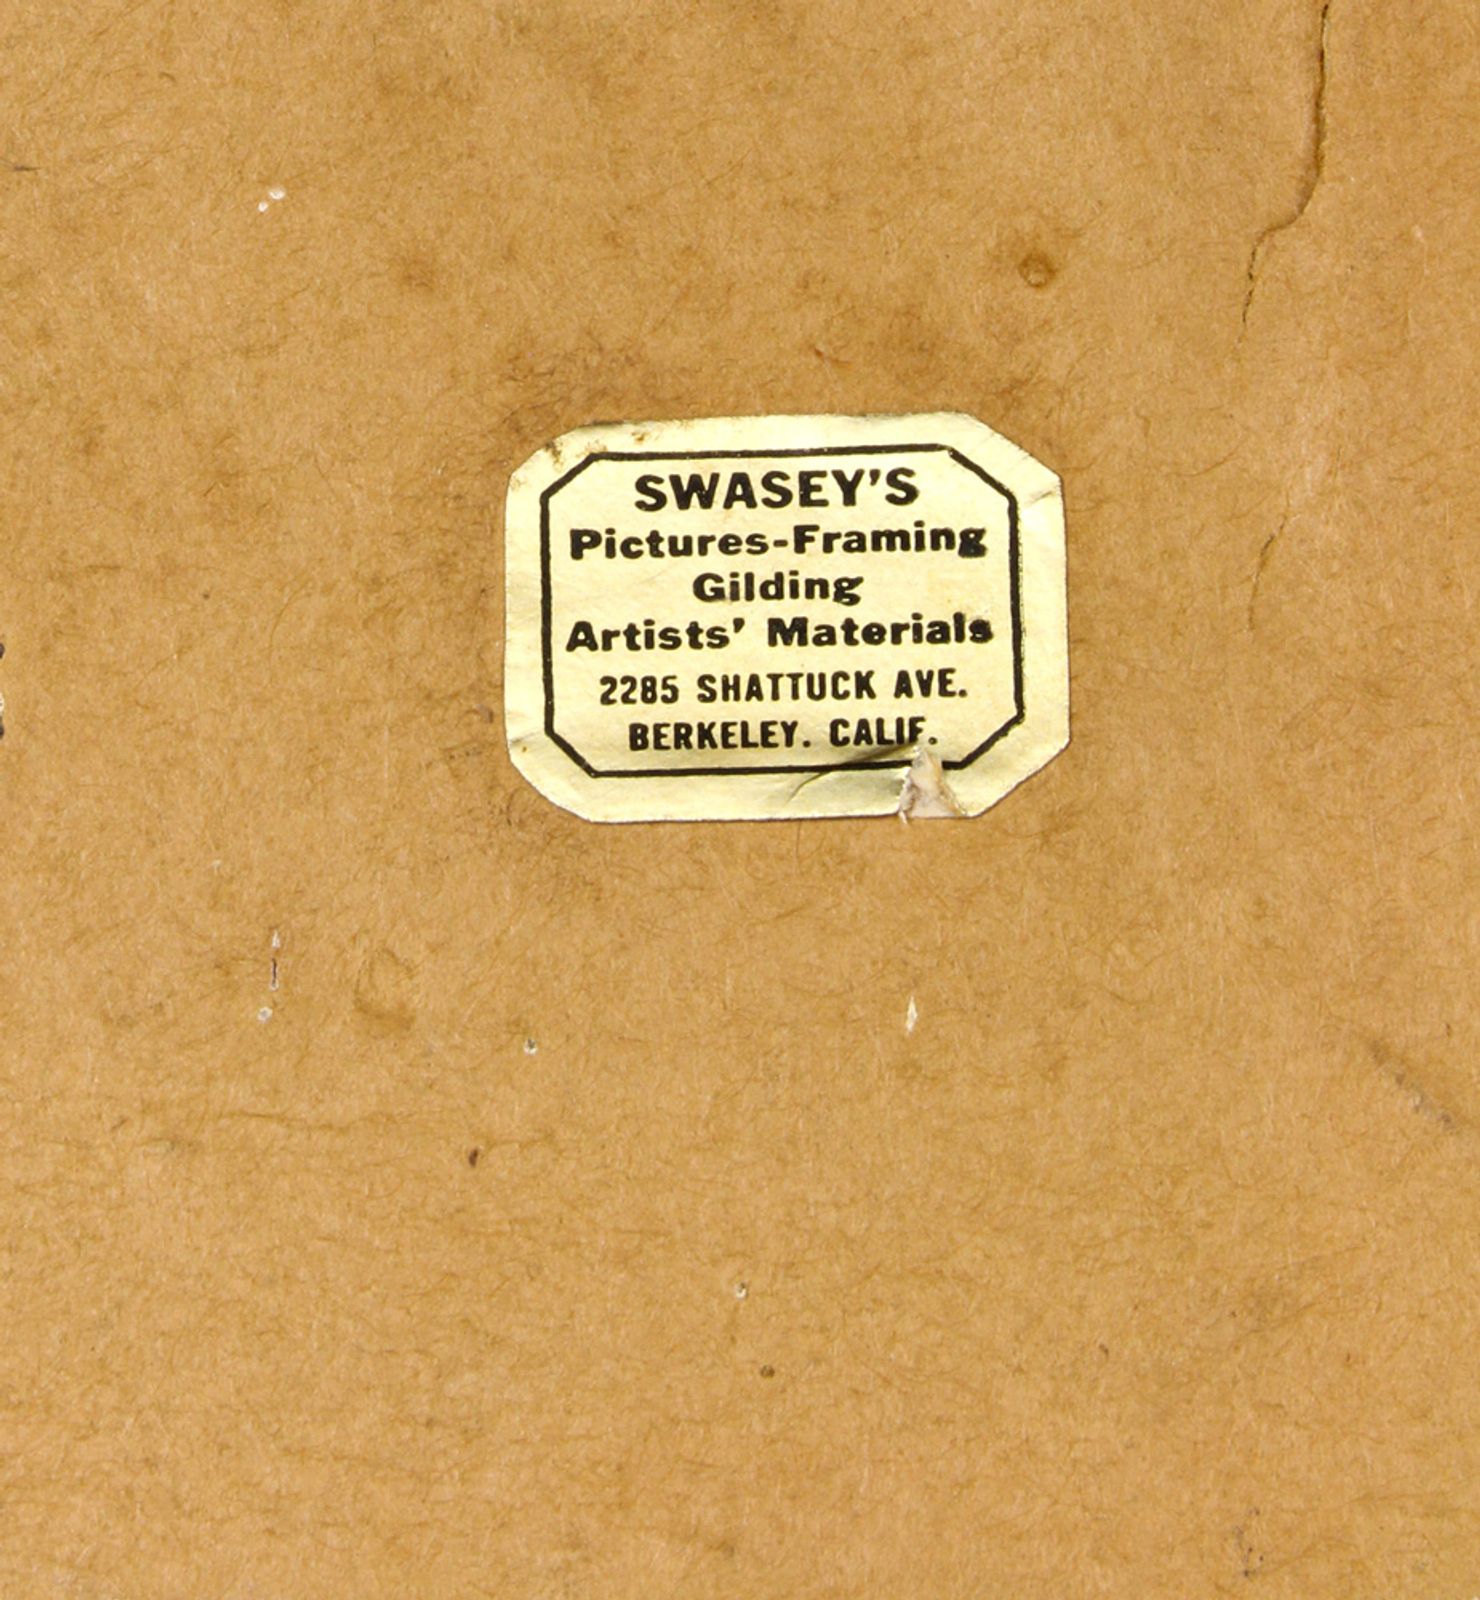 SWASEY'S
Pictures-Framing
Gilding
Artists' Materials
2285 SHATTUCK AVE.
BERKELEY. CALIF.